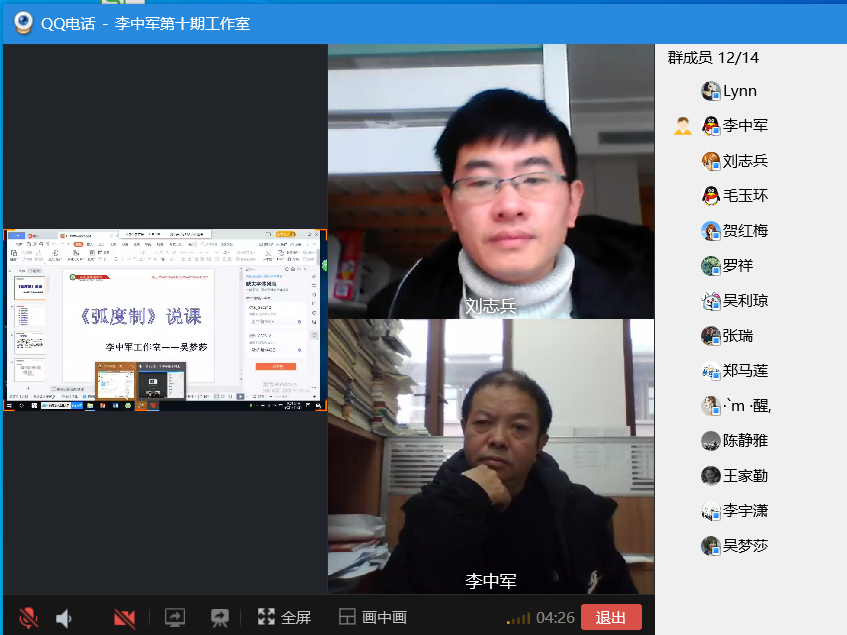 QQ电话 - 李中军第十期工作室
群成员 12/14
Lynn
李中军
刘志兵
毛玉环
贺红梅
罗祥
吴利琼
张瑞
郑马莲
·`m ·醒,
陈静雅
王家勤
李宇潇
吴梦莎
刘志兵
李中军
《弧度制》说课
李中军工作室一一吴梦莎
全屏
画中画
04:26
退出